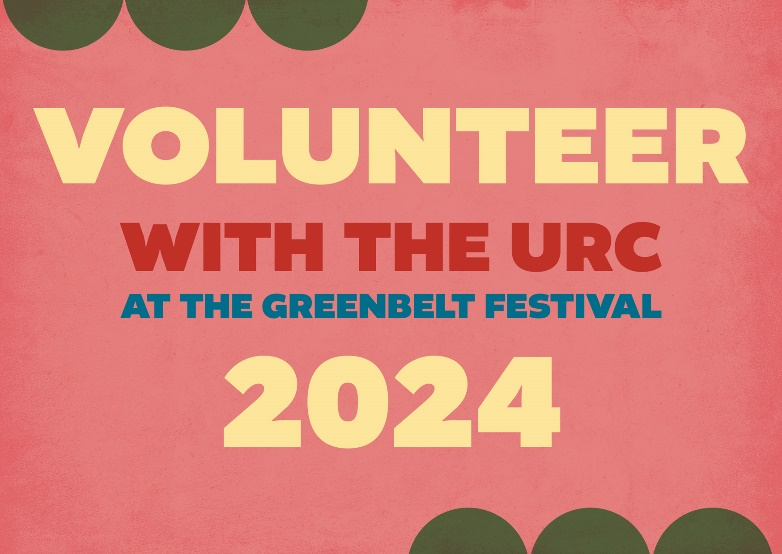 VOLUNTEER
WITH THE URC
AT THE GREENBELT FESTIVAL
2024